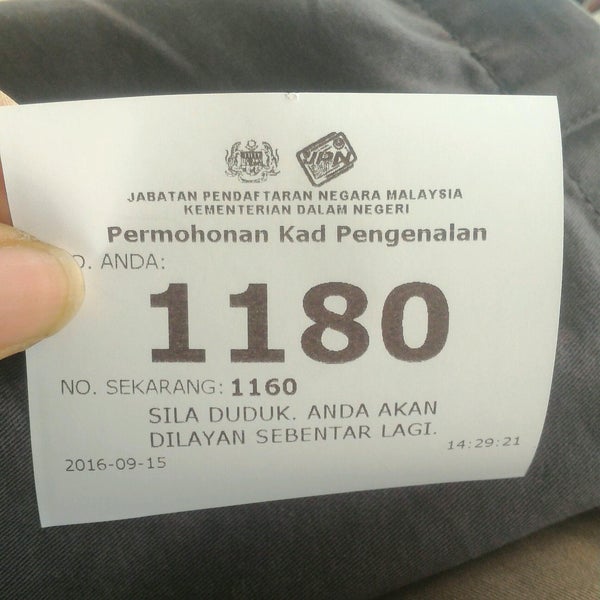 JPN
JABATAN PENDAFTARAN NEGARA MALAYSIA
KEMENTERIAN DALAM NEGERI
Permohonan Kad Pengenalan
ANDA:
1180
NO. SEKARANG: 1160
SILA DUDUK. ANDA AKAN
DILAYAN SEBENTAR LAGI.
14:29:21
2016-09-15